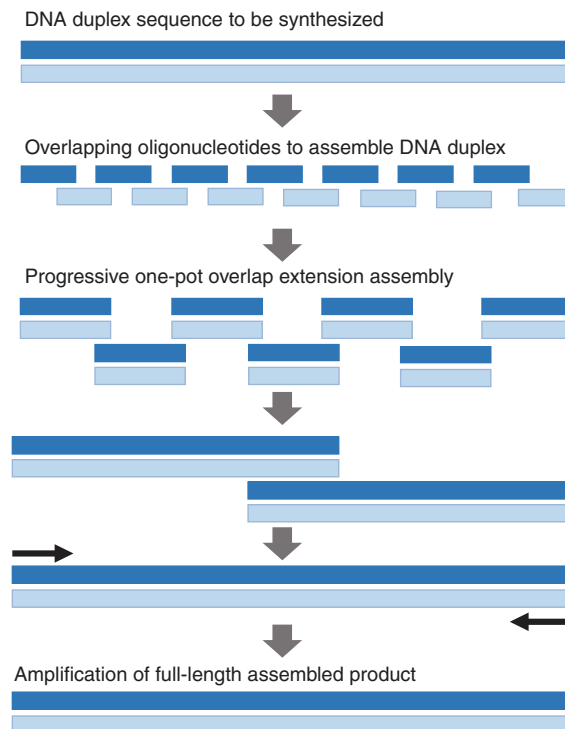 DNA duplex sequence to be synthesized
Overlapping oligonucleotides to assemble DNA duplex
Progressive one-pot overlap extension assembly
Amplification of full-length assembled product